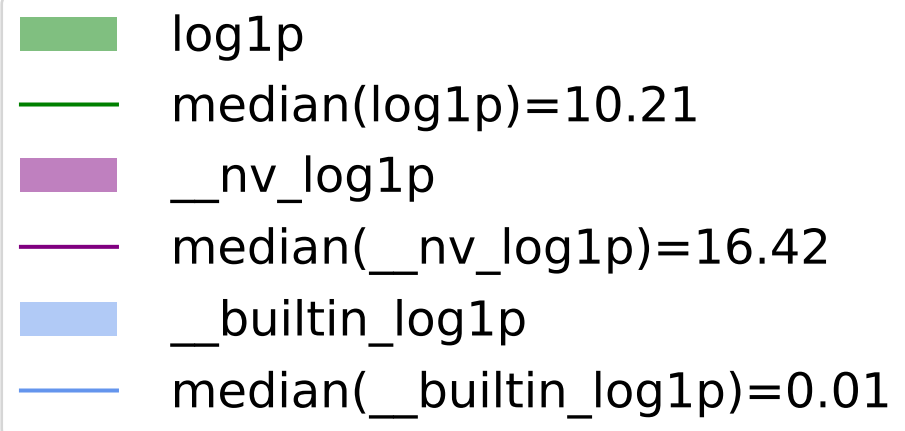 log1p
median(log1p)=10.21
__nv_log1p
median(__nv_log1p)=16.42
__builtin_log1p
median(__builtin_log1p)=0.01